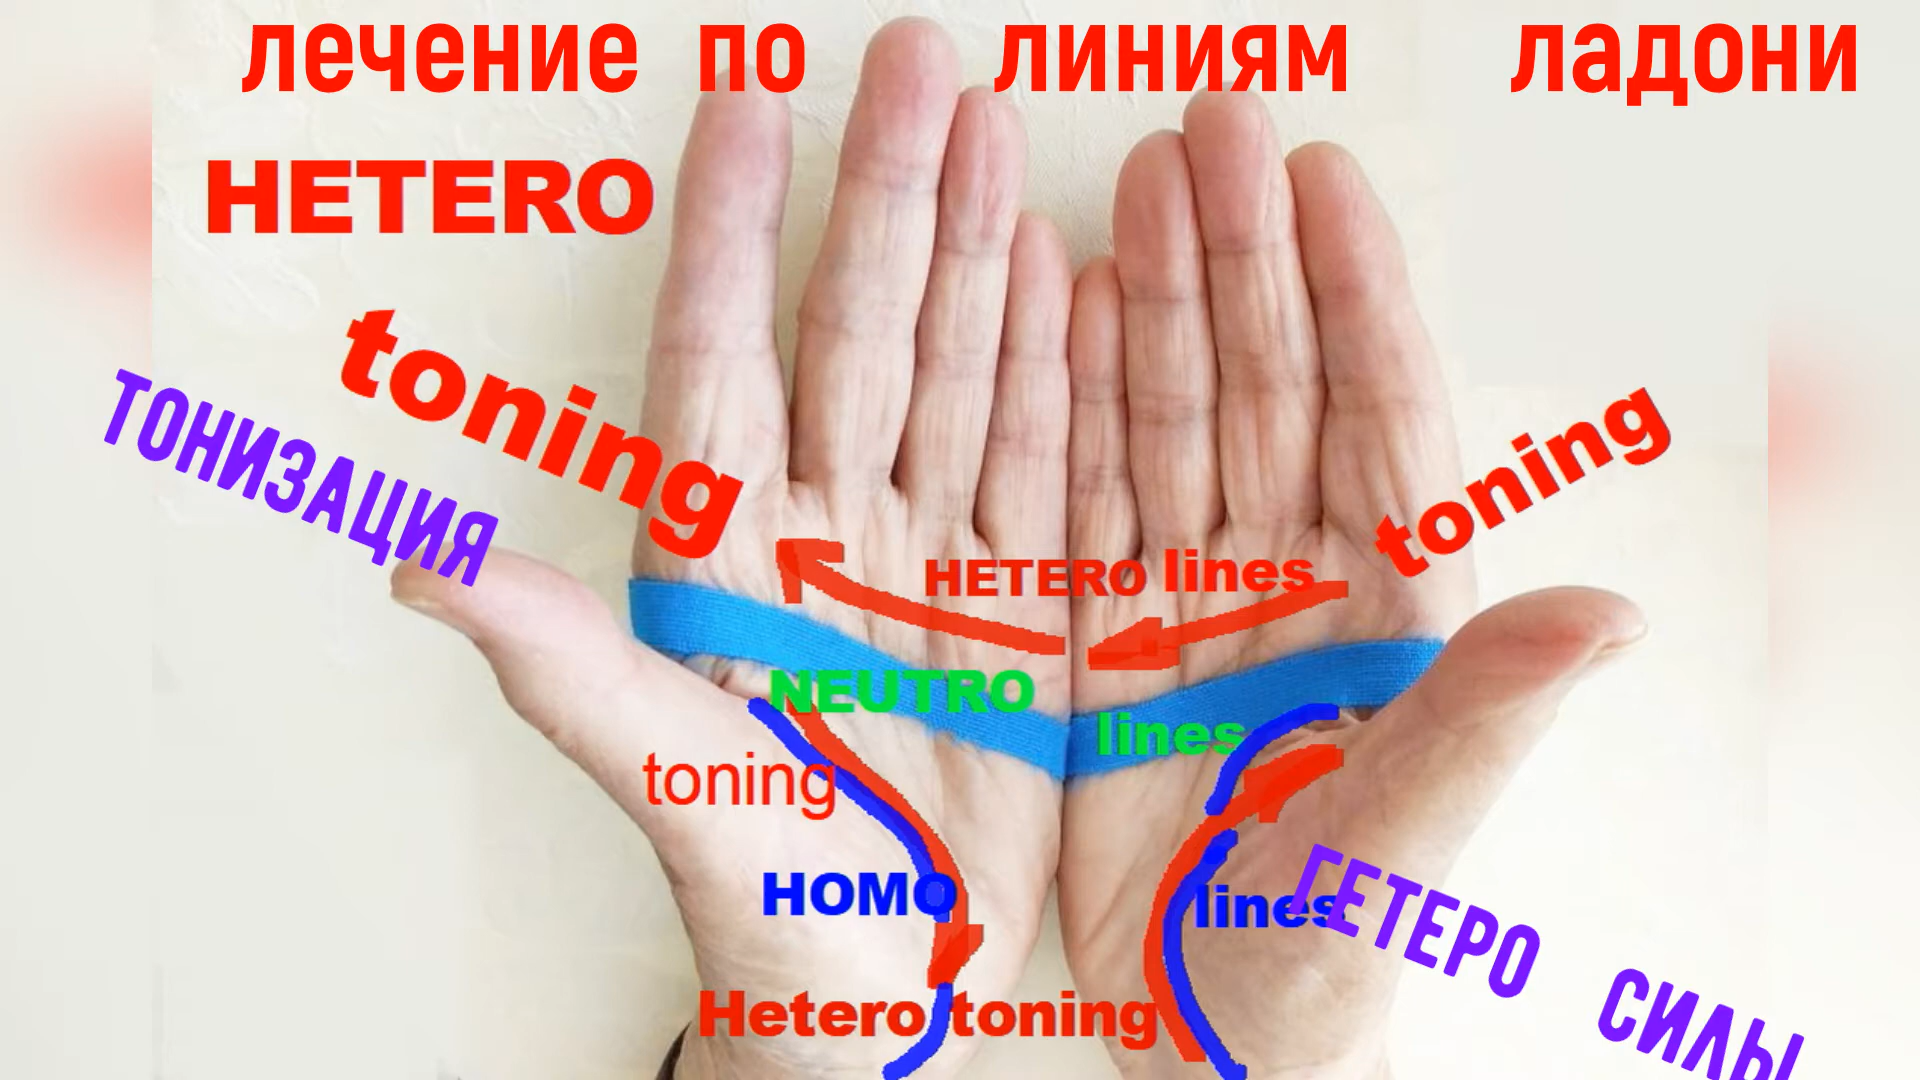 лечение по линиям ладони
HETERO
toning
ТОНИЗАЦИЯ
toning
HETERO lines
NEUTRO
lines
toning
HOMO lines
ГЕТЕРО СИЛЫ
Hetero toning